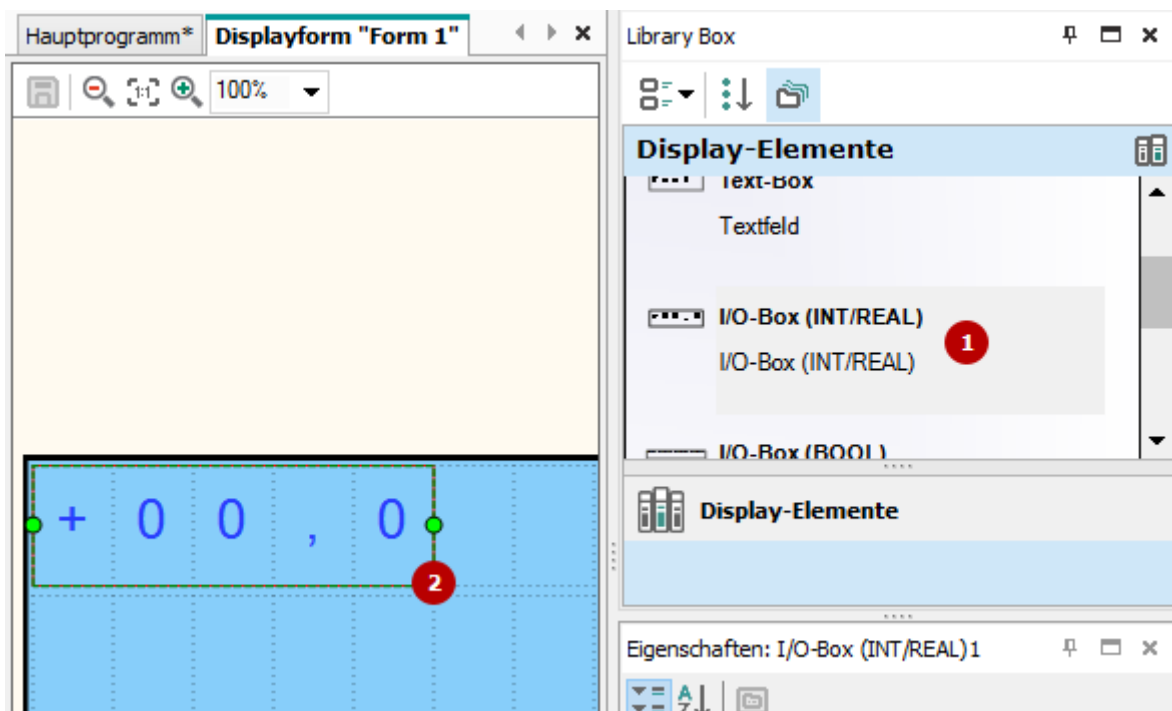 Hauptprogramm* Displayform "Form 1"
100%
+ 0 0 , 0
2
Library Box
Display-Elemente
Text-Box
Textfeld
I/O-Box (INT/REAL)
1
I/O-Box (INT/REAL)
I/O-Box (BOOL)
Display-Elemente
Eigenschaften: I/O-Box (INT/REAL)1